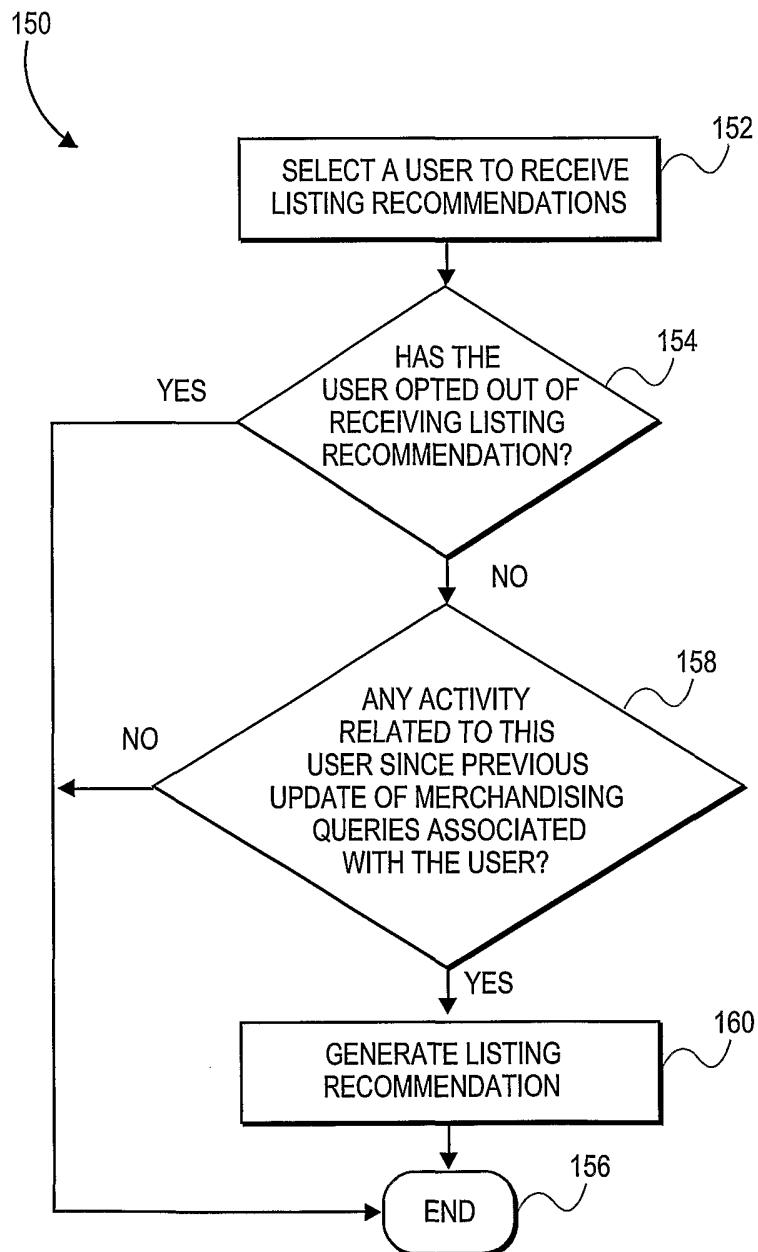 150
152
SELECT A USER TO RECEIVE
LISTING RECOMMENDATIONS
154
HAS THE
USER OPTED OUT OF
RECEIVING LISTING
RECOMMENDATION?
YES
NO
158
ANY ACTIVITY
RELATED TO THIS
USER SINCE PREVIOUS
UPDATE OF MERCHANDISING
QUERIES ASSOCIATED
WITH THE USER?
NO
YES
160
GENERATE LISTING
RECOMMENDATION
156
END